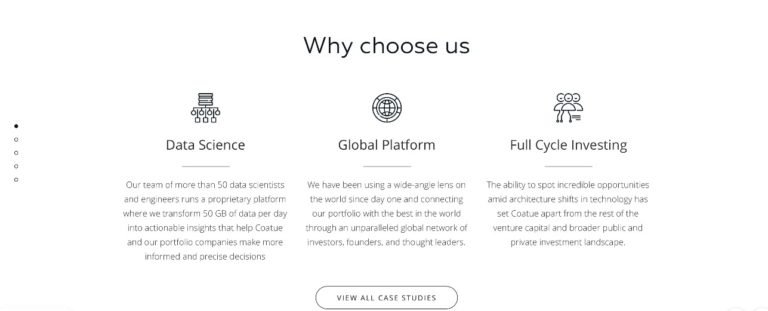 Why choose us
Data Science
Our team of more than 50 data scientists
and engineers runs a proprietary platform
where we transform 50 GB of data per day
into actionable insights that help Coatue
and our portfolio companies make more
informed and precise decisions
Global Platform
We have been using a wide-angle lens on
the world since day one and connecting
our portfolio with the best in the world
through an unparalleled global network of
investors, founders, and thought leaders.
Full Cycle Investing
The ability to spot incredible opportunities
amid architecture shifts in technology has
set Coatue apart from the rest of the
venture capital and broader public and
private investment landscape.
VIEW ALL CASE STUDIES